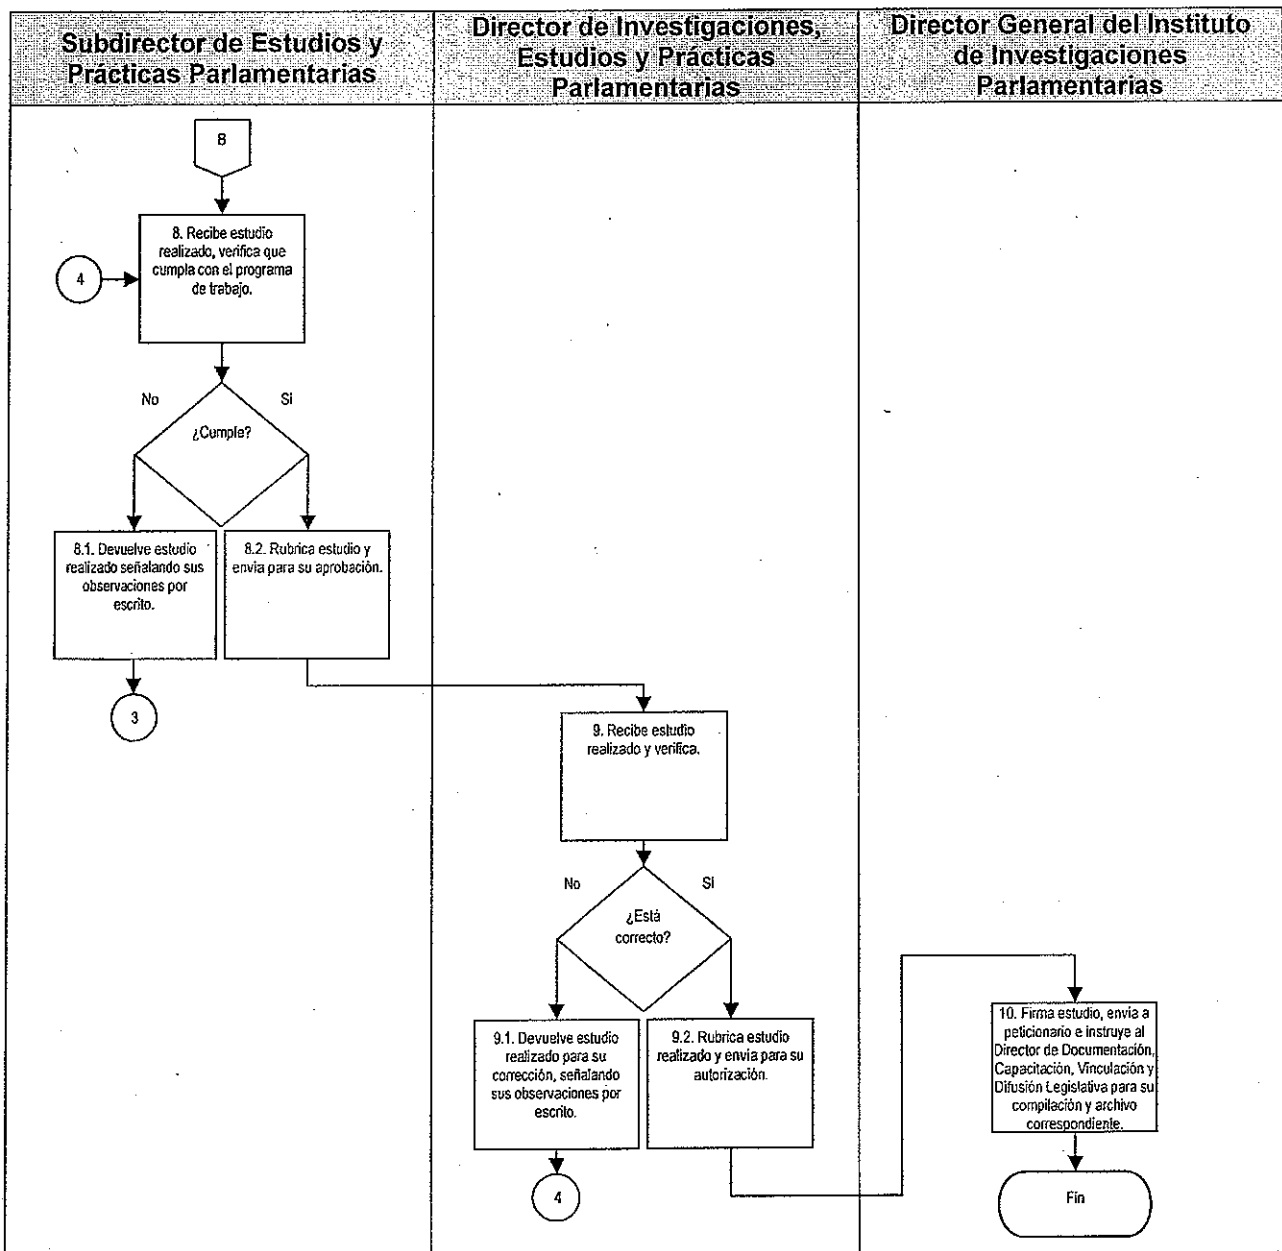 Subdirector de Estudios y
Prácticas Parlamentarias
Director de Investigaciones,
Estudios y Prácticas
Parlamentarias
Director General del Instituto
de Investigaciones
Parlamentarias
8
8. Recibe estudio
realizado, verifica que
cumpla con el programa
de trabajo.
4
No
Si
¿Cumple?
8.1. Devuelve estudio
realizado señalando sus
observaciones por
escrito.
8.2. Rubrica estudio y
envia para su aprobación.
3
9. Recibe estudio
realizado y verifica.
No
Si
¿Está
correcto?
9.1. Devuelve estudio
realizado para su
corrección, señalando
sus observaciones por
escrito.
9.2. Rubrica estudio
realizado y envia para su
autorización.
4
10. Firma estudio, envia a
peticionario e instruye al
Director de Documentación,
Capacitación, Vinculación y
Difusión Legislativa para su
compilación y archivo
correspondiente.
Fin